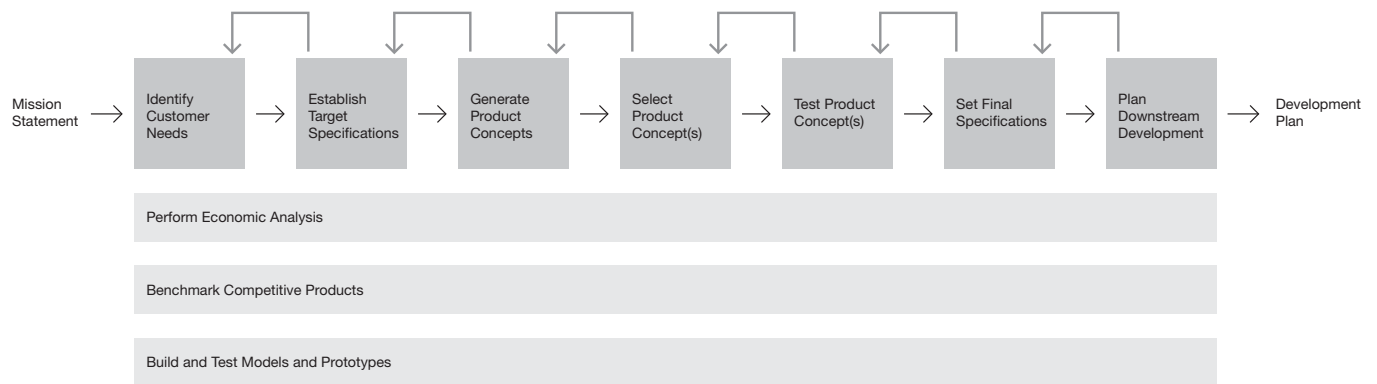 Mission
Statement
Identify
Customer
Needs
Establish
Target
Specifications
Generate
Product
Concepts
Select
Product
Concept(s)
Test Product
Concept(s)
Set Final
Specifications
Plan
Downstream
Development
Development
Plan
Perform Economic Analysis
Benchmark Competitive Products
Build and Test Models and Prototypes